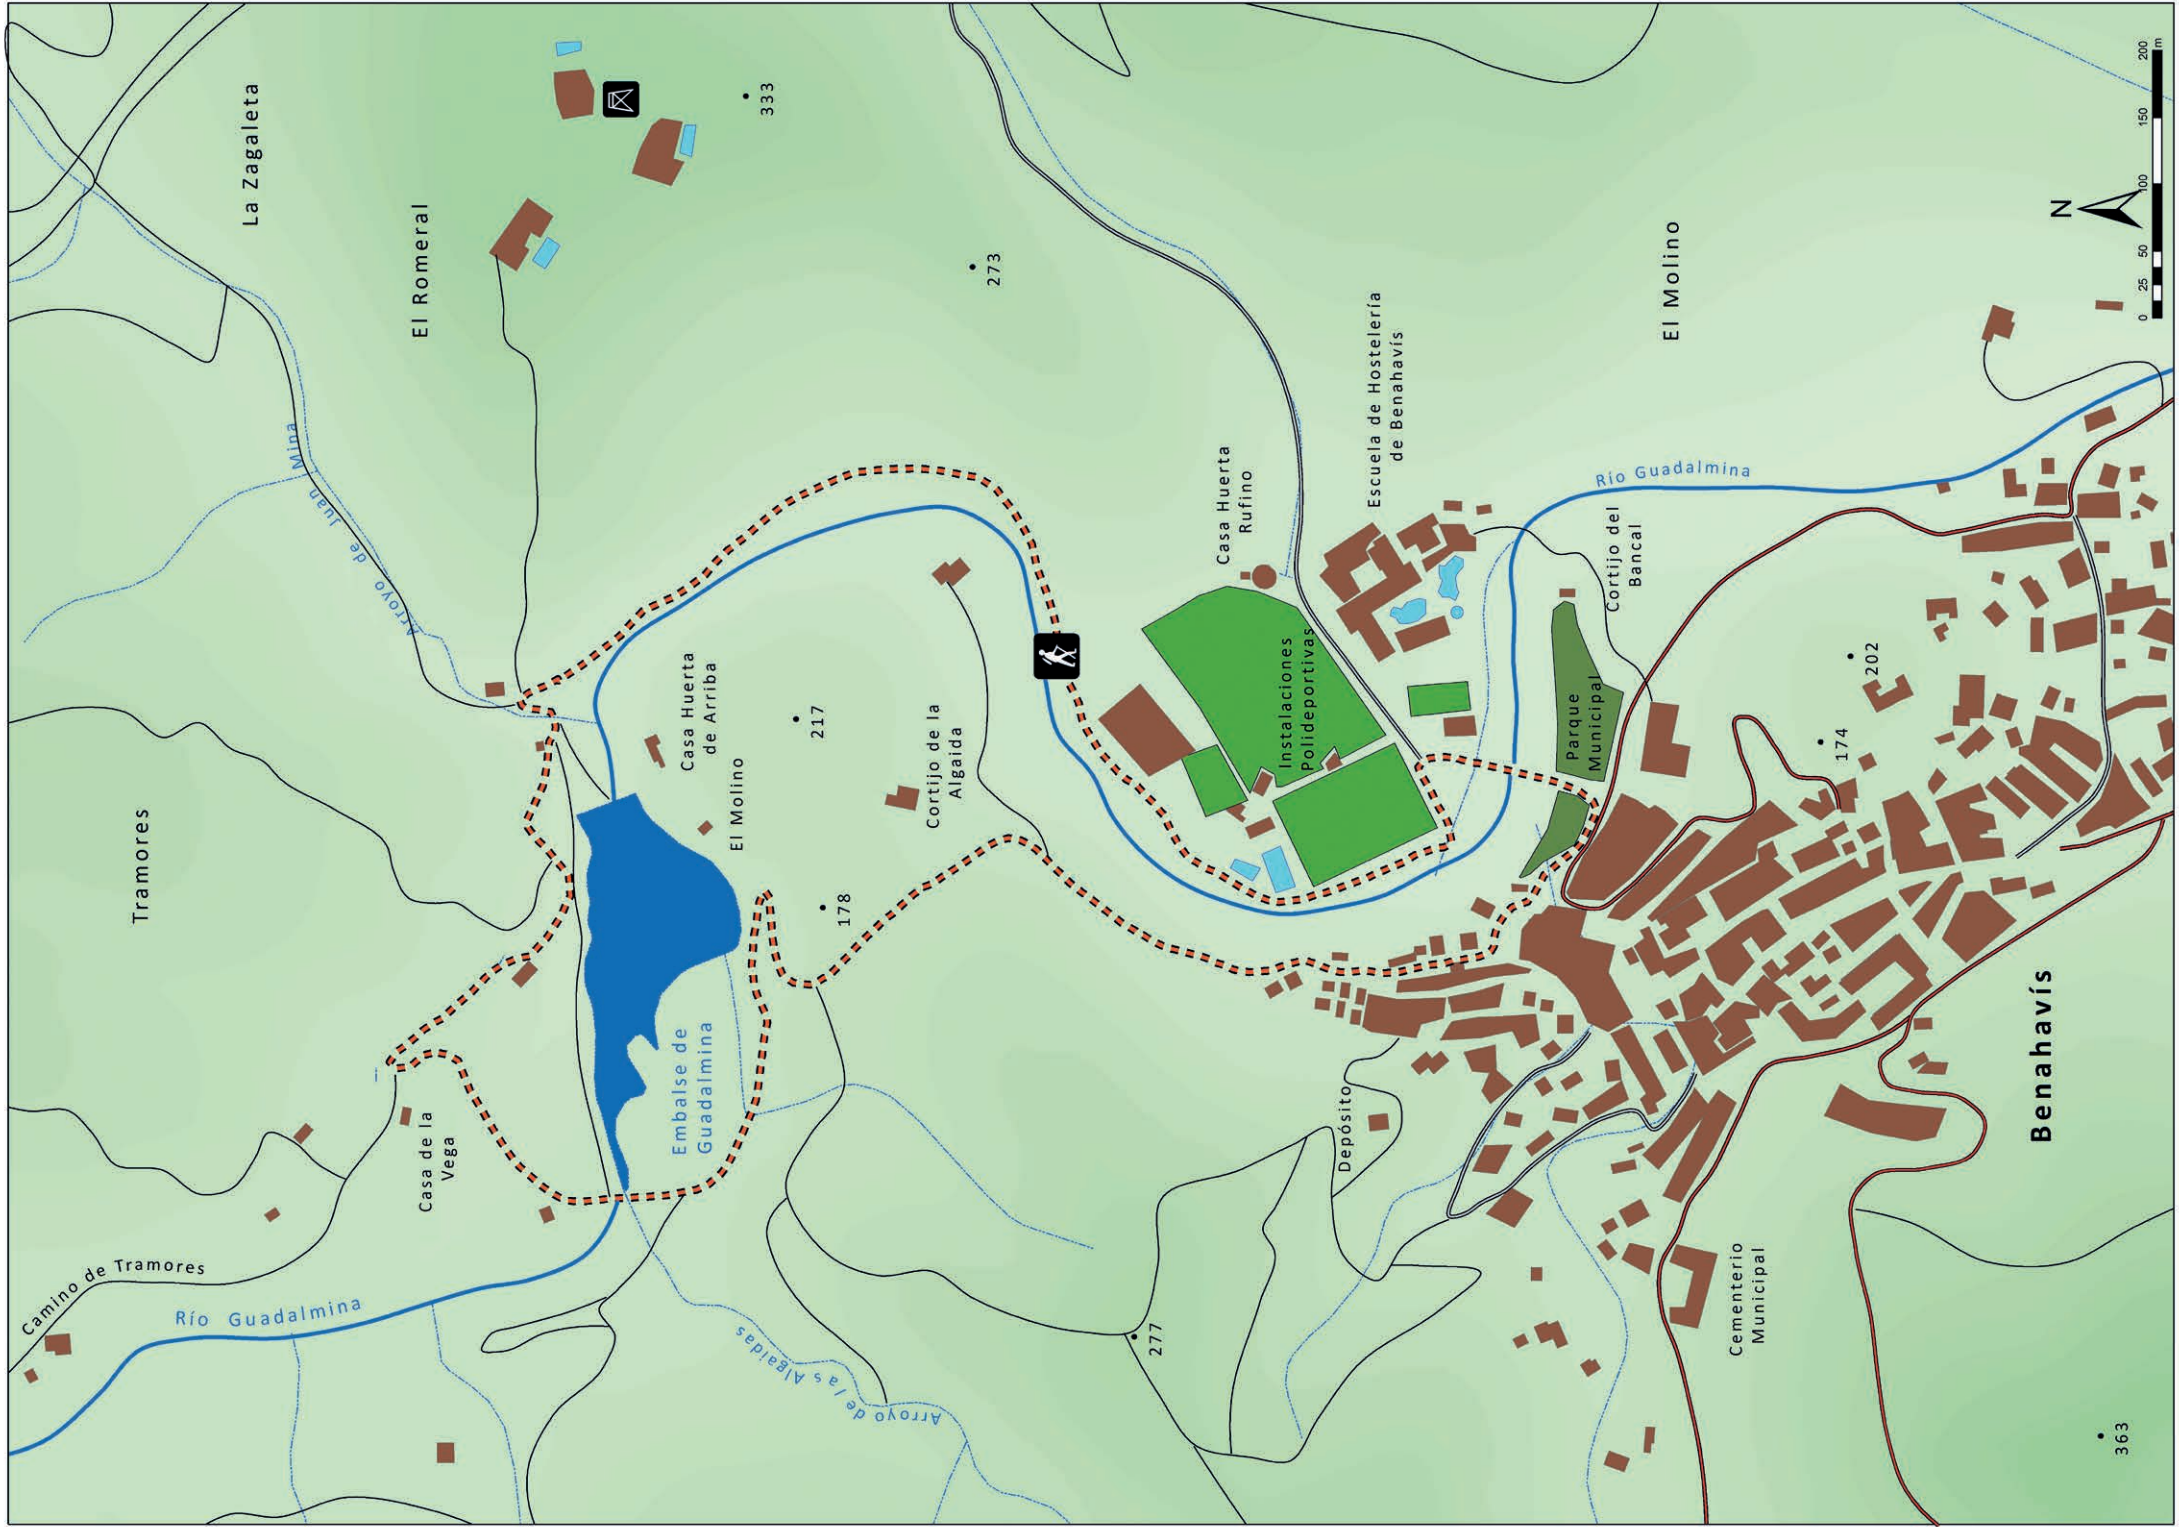 La Zagaleta
El Romeral
333
273
Tramores
Arroyo de Juan Mina
Casa Huerta
de Arriba
El Molino
217
178
Cortijo de la
Algaida
Embalse de
Guadalmina
Casa de la
Vega
Camino de Tramores
Río Guadalmina
Arroyo de las Algaidas
277
Casa Huerta
Rufino
Escuela de Hostelería
de Benahavís
Instalaciones
Polideportivas
El Molino
Río Guadalmina
Cortijo del
Bancal
Parque
Municipal
202
174
Depósito
Cementerio
Municipal
Benahavís
363
N
0 25 50 100 150 200
m